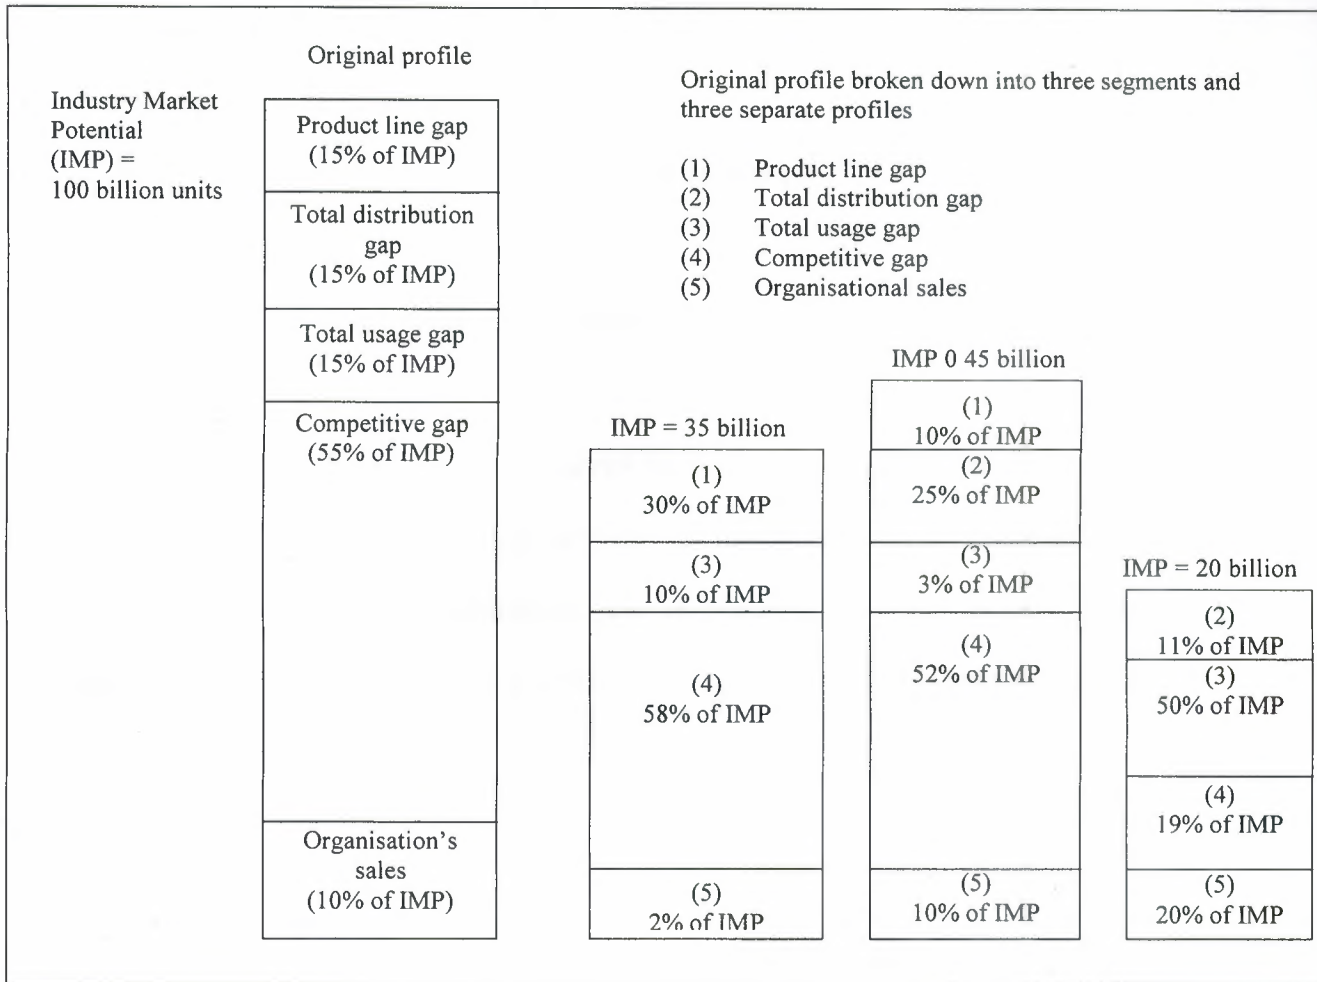 Original profile
Industry Market
Potential
(IMP) =
100 billion units
Product line gap
(15% of IMP)
Total distribution
gap
(15% of IMP)
Total usage gap
(15% of IMP)
Competitive gap
(55% of IMP)
Organisation's
sales
(10% of IMP)
Original profile broken down into three segments and
three separate profiles
(1) Product line gap
(2) Total distribution gap
(3) Total usage gap
(4) Competitive gap
(5) Organisational sales
IMP = 35 billion
(1)
30% of IMP
(3)
10% of IMP
(4)
58% of IMP
(5)
2% of IMP
IMP 0 45 billion
(1)
10% of IMP
(2)
25% of IMP
(3)
3% of IMP
(4)
52% of IMP
(5)
10% of IMP
IMP = 20 billion
(2)
11% of IMP
(3)
50% of IMP
(4)
19% of IMP
(5)
20% of IMP